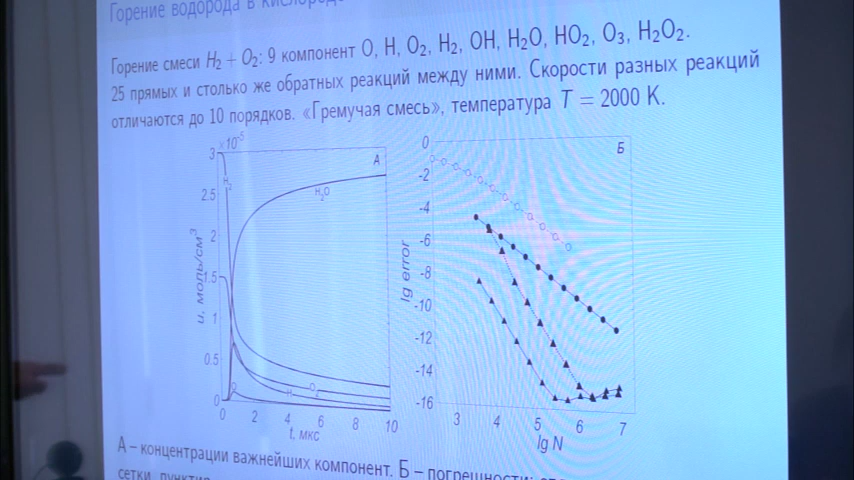 Горение водорода в кислороде
Горение смеси H₂ + O₂: 9 компонент O, H, O₂, H₂, OH, H₂O, HO₂, O₃, H₂O₂.
25 прямых и столько же обратных реакций между ними. Скорости разных реакций
отличаются до 10 порядков. «Гремучая смесь», температура T = 2000 K.
×10⁻⁵
А
3
2.5
2
1.5
1
0.5
0
u, моль/см³
H₂
H₂O
O
H
O₂
0 2 4 6 8 10
t, мкс
Б
0
-2
-4
-6
-8
-10
-12
-14
-16
lg error
3 4 5 6 7
lg N
А – концентрации важнейших компонент. Б – погрешности:
сетки,